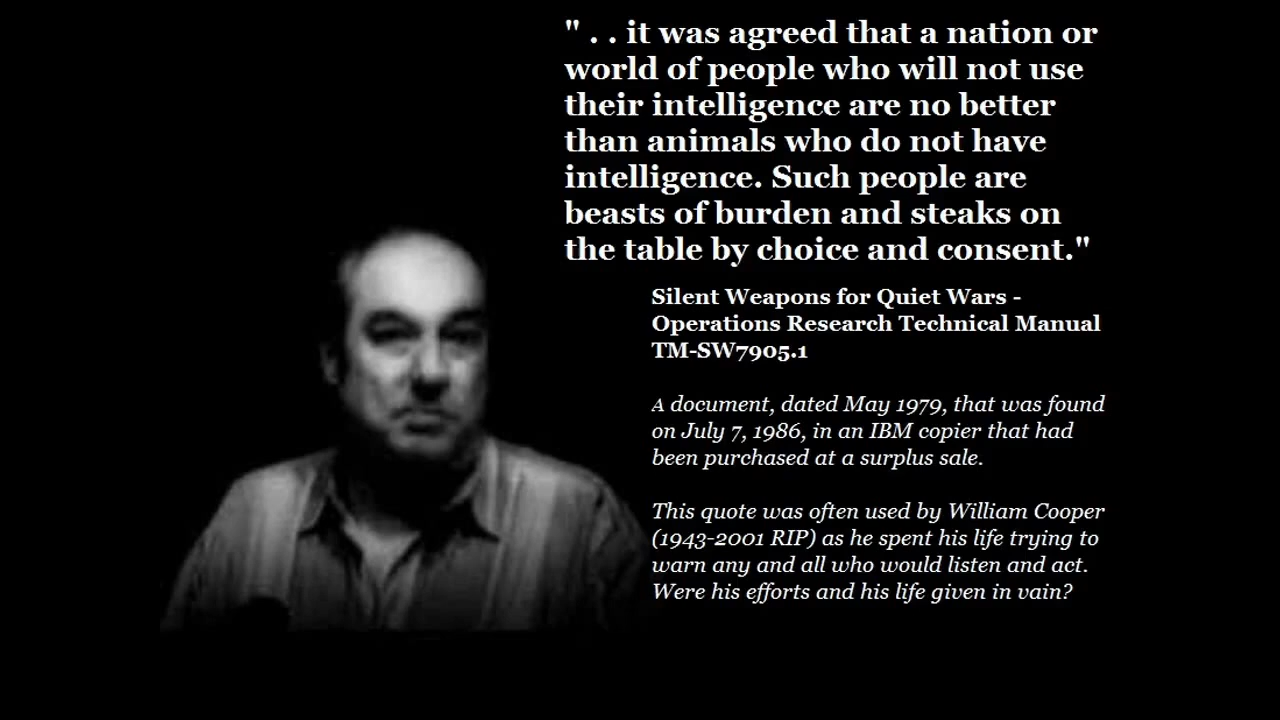 " . . it was agreed that a nation or
world of people who will not use
their intelligence are no better
than animals who do not have
intelligence. Such people are
beasts of burden and steaks on
the table by choice and consent."
Silent Weapons for Quiet Wars -
Operations Research Technical Manual
TM-SW7905.1
A document, dated May 1979, that was found
on July 7, 1986, in an IBM copier that had
been purchased at a surplus sale.
This quote was often used by William Cooper
(1943-2001 RIP) as he spent his life trying to
warn any and all who would listen and act.
Were his efforts and his life given in vain?